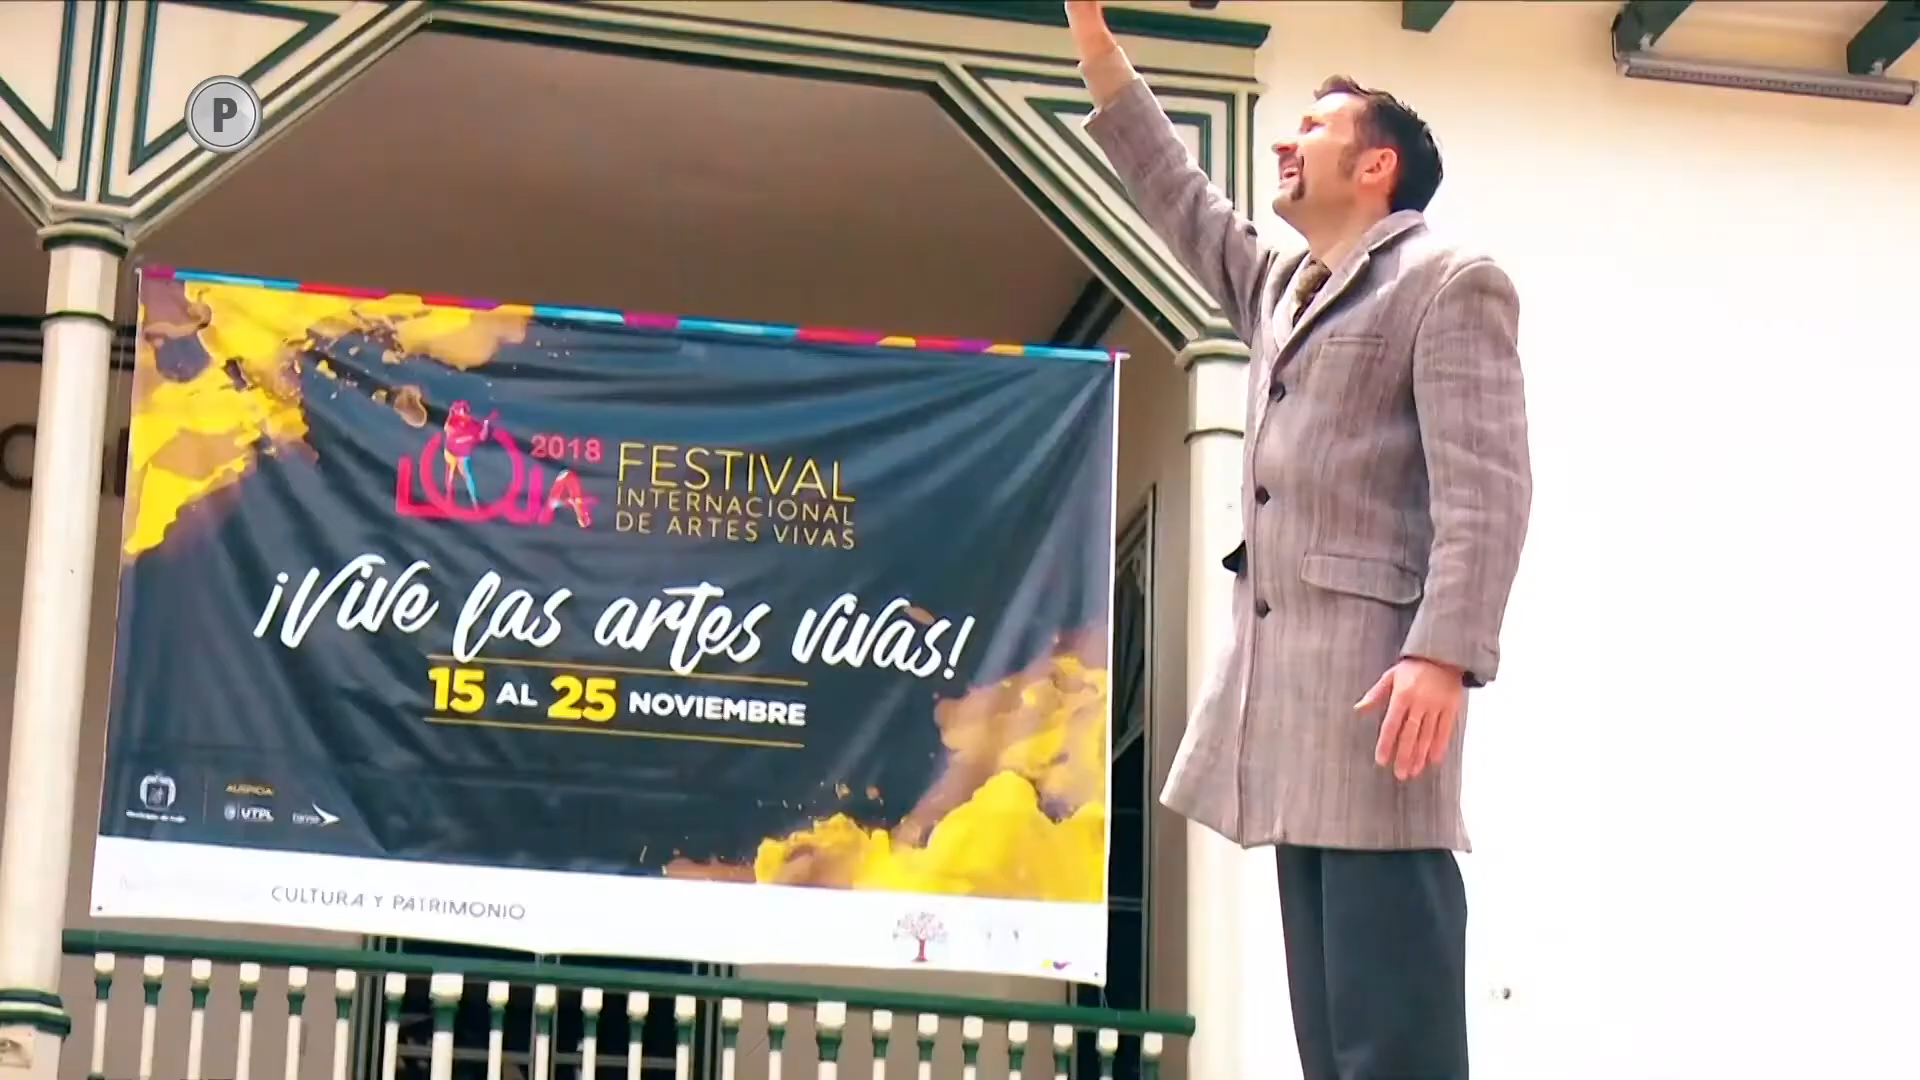 P
2018
LOJA
FESTIVAL
INTERNACIONAL
DE ARTES VIVAS
¡Vive las artes vivas!
15 AL 25 NOVIEMBRE
AUSPICIA
UTPL
CULTURA Y PATRIMONIO